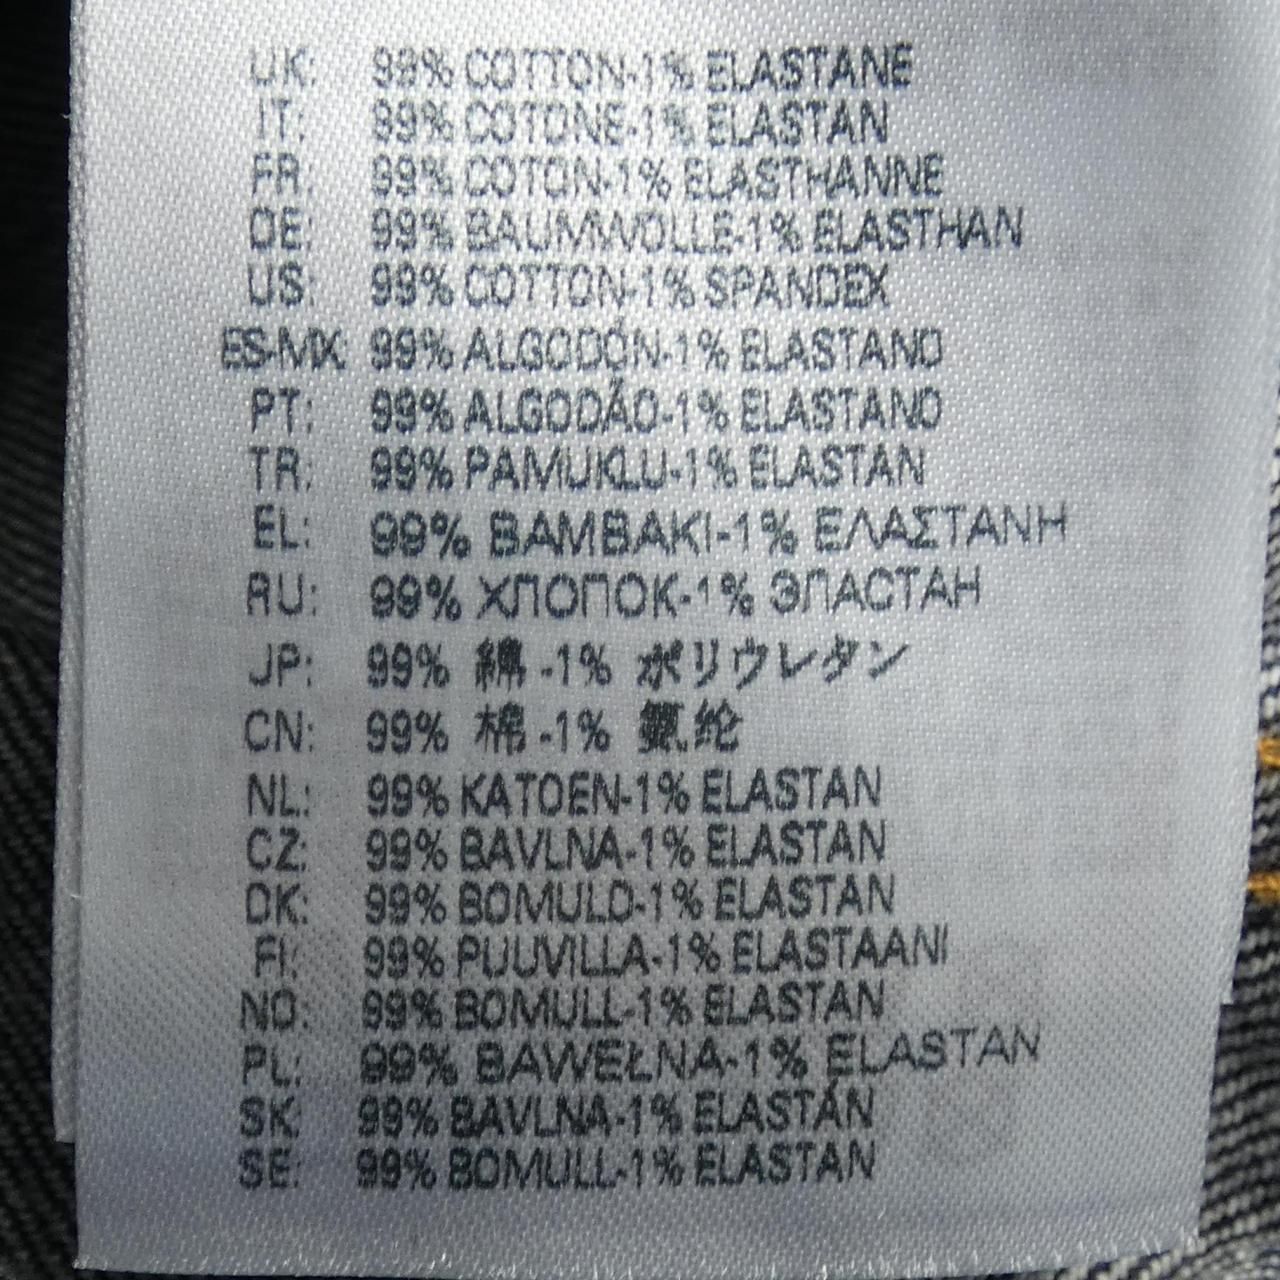 UK: 99% COTTON-1% ELASTANE
IT: 99% COTONE-1% ELASTAN
FR: 99% COTON-1% ELASTHANNE
DE: 99% BAUMWOLLE-1% ELASTHAN
US: 99% COTTON-1% SPANDEX
ES-MX: 99% ALGODÓN-1% ELASTANO
PT: 99% ALGODÃO-1% ELASTANO
TR: 99% PAMUKLU-1% ELASTAN
EL: 99% ΒΑΜΒΑΚΙ-1% ΕΛΑΣΤΑΝΗ
RU: 99% ХЛОПОК-1% ЭЛАСТАН
JP: 99% 綿 -1% ポリウレタン
CN: 99% 棉 -1% 氨纶
NL: 99% KATOEN-1% ELASTAN
CZ: 99% BAVLNA-1% ELASTAN
DK: 99% BOMULD-1% ELASTAN
FI: 99% PUUVILLA-1% ELASTAANI
NO: 99% BOMULL-1% ELASTAN
PL: 99% BAWEŁNA-1% ELASTAN
SK: 99% BAVLNA-1% ELASTÁN
SE: 99% BOMULL-1% ELASTAN